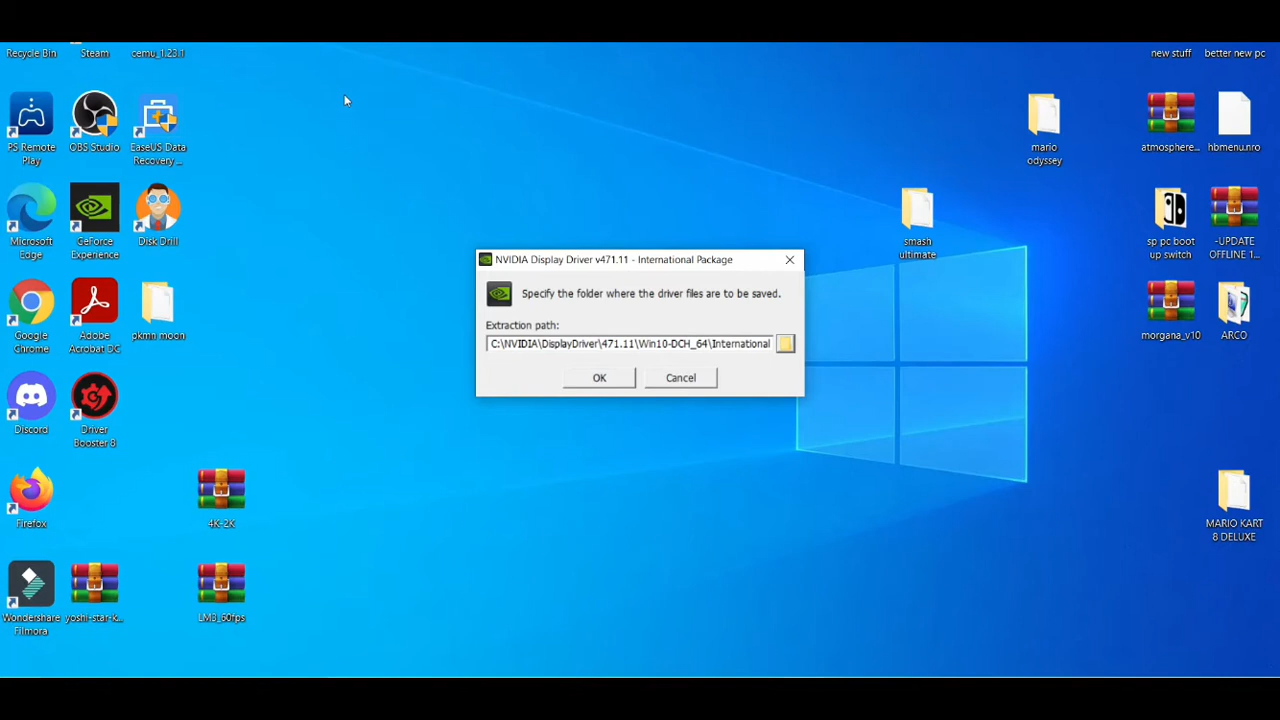 Recycle Bin
Steam
cemu_1.23.1
new stuff
better new pc
PS Remote
Play
OBS Studio
EaseUS Data
Recovery ...
mario
odyssey
atmosphere...
hbmenu.nro
Microsoft
Edge
GeForce
Experience
Disk Drill
smash
ultimate
sp pc boot
up switch
-UPDATE
OFFLINE 1...
NVIDIA Display Driver v471.11 - International Package
Specify the folder where the driver files are to be saved.
Extraction path:
C:\NVIDIA\DisplayDriver\471.11\Win10-DCH_64\International
OK
Cancel
Google
Chrome
Adobe
Acrobat DC
pkmn moon
morgana_v10
ARCO
Discord
Driver
Booster 8
Firefox
4K-2K
MARIO KART
8 DELUXE
Wondershare
Filmora
yoshi-star-k...
LM3_60fps